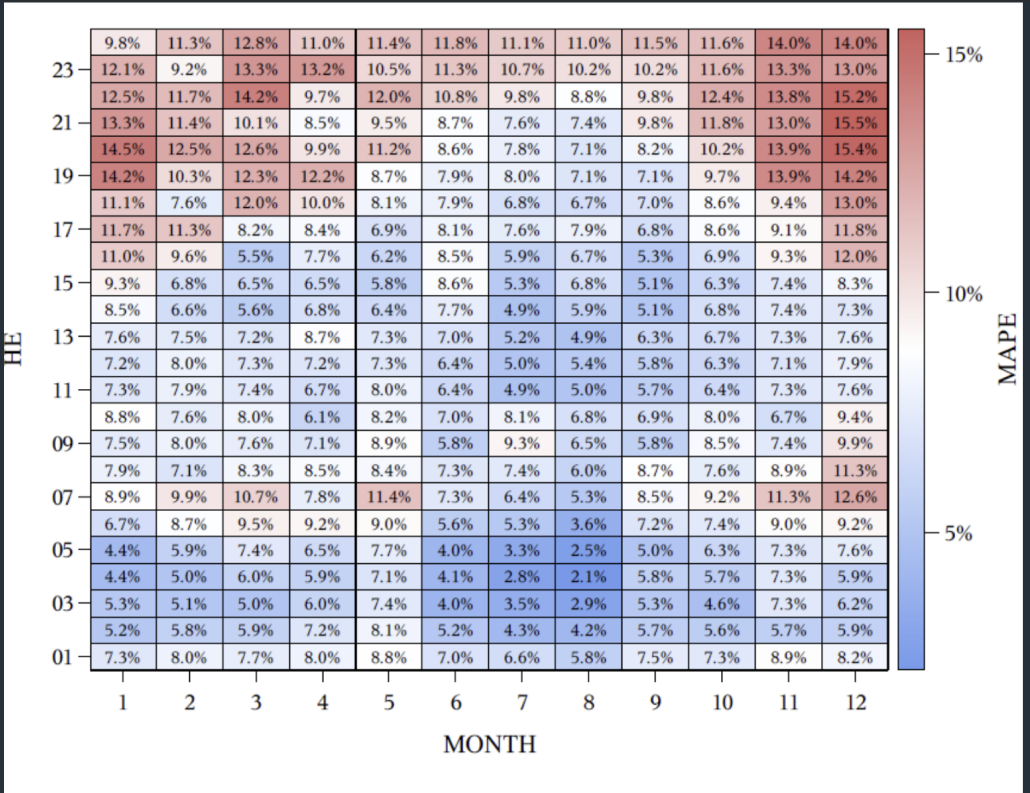 9.8% 11.3% 12.8% 11.0% 11.4% 11.8% 11.1% 11.0% 11.5% 11.6% 14.0% 14.0%
15%
23 12.1% 9.2% 13.3% 13.2% 10.5% 11.3% 10.7% 10.2% 10.2% 11.6% 13.3% 13.0%
12.5% 11.7% 14.2% 9.7% 12.0% 10.8% 9.8% 8.8% 9.8% 12.4% 13.8% 15.2%
21 13.3% 11.4% 10.1% 8.5% 9.5% 8.7% 7.6% 7.4% 9.8% 11.8% 13.0% 15.5%
14.5% 12.5% 12.6% 9.9% 11.2% 8.6% 7.8% 7.1% 8.2% 10.2% 13.9% 15.4%
19 14.2% 10.3% 12.3% 12.2% 8.7% 7.9% 8.0% 7.1% 7.1% 9.7% 13.9% 14.2%
11.1% 7.6% 12.0% 10.0% 8.1% 7.9% 6.8% 6.7% 7.0% 8.6% 9.4% 13.0%
17 11.7% 11.3% 8.2% 8.4% 6.9% 8.1% 7.6% 7.9% 6.8% 8.6% 9.1% 11.8%
11.0% 9.6% 5.5% 7.7% 6.2% 8.5% 5.9% 6.7% 5.3% 6.9% 9.3% 12.0%
15 9.3% 6.8% 6.5% 6.5% 5.8% 8.6% 5.3% 6.8% 5.1% 6.3% 7.4% 8.3%
10%
8.5% 6.6% 5.6% 6.8% 6.4% 7.7% 4.9% 5.9% 5.1% 6.8% 7.4% 7.3%
13 7.6% 7.5% 7.2% 8.7% 7.3% 7.0% 5.2% 4.9% 6.3% 6.7% 7.3% 7.6%
HE
MAPE
7.2% 8.0% 7.3% 7.2% 7.3% 6.4% 5.0% 5.4% 5.8% 6.3% 7.1% 7.9%
11 7.3% 7.9% 7.4% 6.7% 8.0% 6.4% 4.9% 5.0% 5.7% 6.4% 7.3% 7.6%
8.8% 7.6% 8.0% 6.1% 8.2% 7.0% 8.1% 6.8% 6.9% 8.0% 6.7% 9.4%
09 7.5% 8.0% 7.6% 7.1% 8.9% 5.8% 9.3% 6.5% 5.8% 8.5% 7.4% 9.9%
7.9% 7.1% 8.3% 8.5% 8.4% 7.3% 7.4% 6.0% 8.7% 7.6% 8.9% 11.3%
07 8.9% 9.9% 10.7% 7.8% 11.4% 7.3% 6.4% 5.3% 8.5% 9.2% 11.3% 12.6%
6.7% 8.7% 9.5% 9.2% 9.0% 5.6% 5.3% 3.6% 7.2% 7.4% 9.0% 9.2%
5%
05 4.4% 5.9% 7.4% 6.5% 7.7% 4.0% 3.3% 2.5% 5.0% 6.3% 7.3% 7.6%
4.4% 5.0% 6.0% 5.9% 7.1% 4.1% 2.8% 2.1% 5.8% 5.7% 7.3% 5.9%
03 5.3% 5.1% 5.0% 6.0% 7.4% 4.0% 3.5% 2.9% 5.3% 4.6% 7.3% 6.2%
5.2% 5.8% 5.9% 7.2% 8.1% 5.2% 4.3% 4.2% 5.7% 5.6% 5.7% 5.9%
01 7.3% 8.0% 7.7% 8.0% 8.8% 7.0% 6.6% 5.8% 7.5% 7.3% 8.9% 8.2%
1 2 3 4 5 6 7 8 9 10 11 12
MONTH